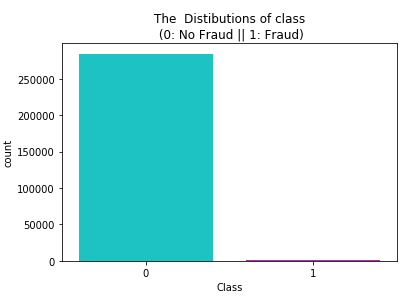 The  Distibutions of class
(0: No Fraud || 1: Fraud)
250000
200000
150000
100000
50000
0
count
0 1
Class